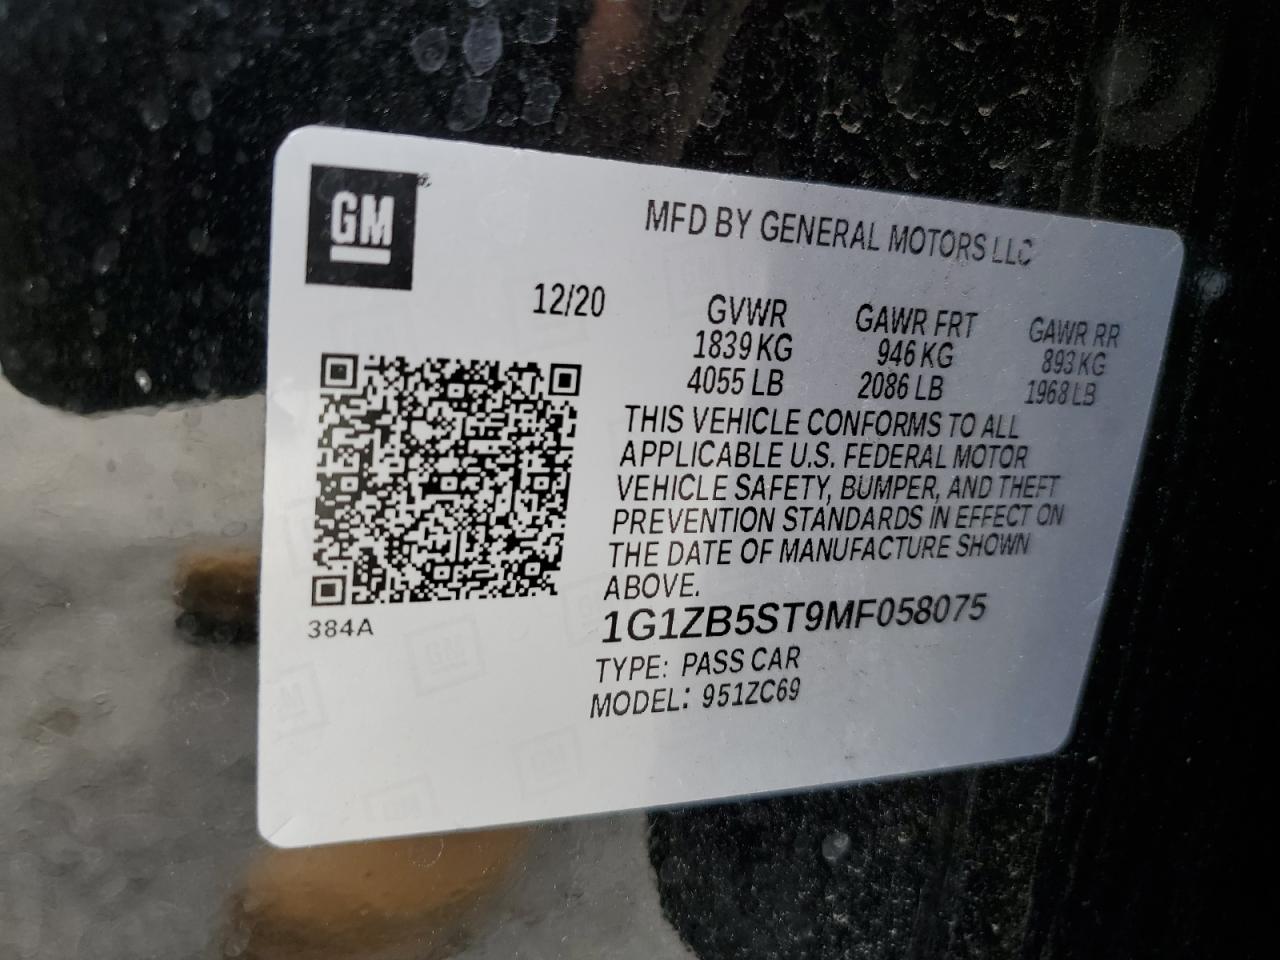 GM
MFD BY GENERAL MOTORS LLC
12/20 GVWR GAWR FRT GAWR RR
1839 KG 946 KG 893 KG
4055 LB 2086 LB 1968 LB
THIS VEHICLE CONFORMS TO ALL
APPLICABLE U.S. FEDERAL MOTOR
VEHICLE SAFETY, BUMPER, AND THEFT
PREVENTION STANDARDS IN EFFECT ON
THE DATE OF MANUFACTURE SHOWN
ABOVE.
384A
1G1ZB5ST9MF058075
TYPE: PASS CAR
MODEL: 951ZC69